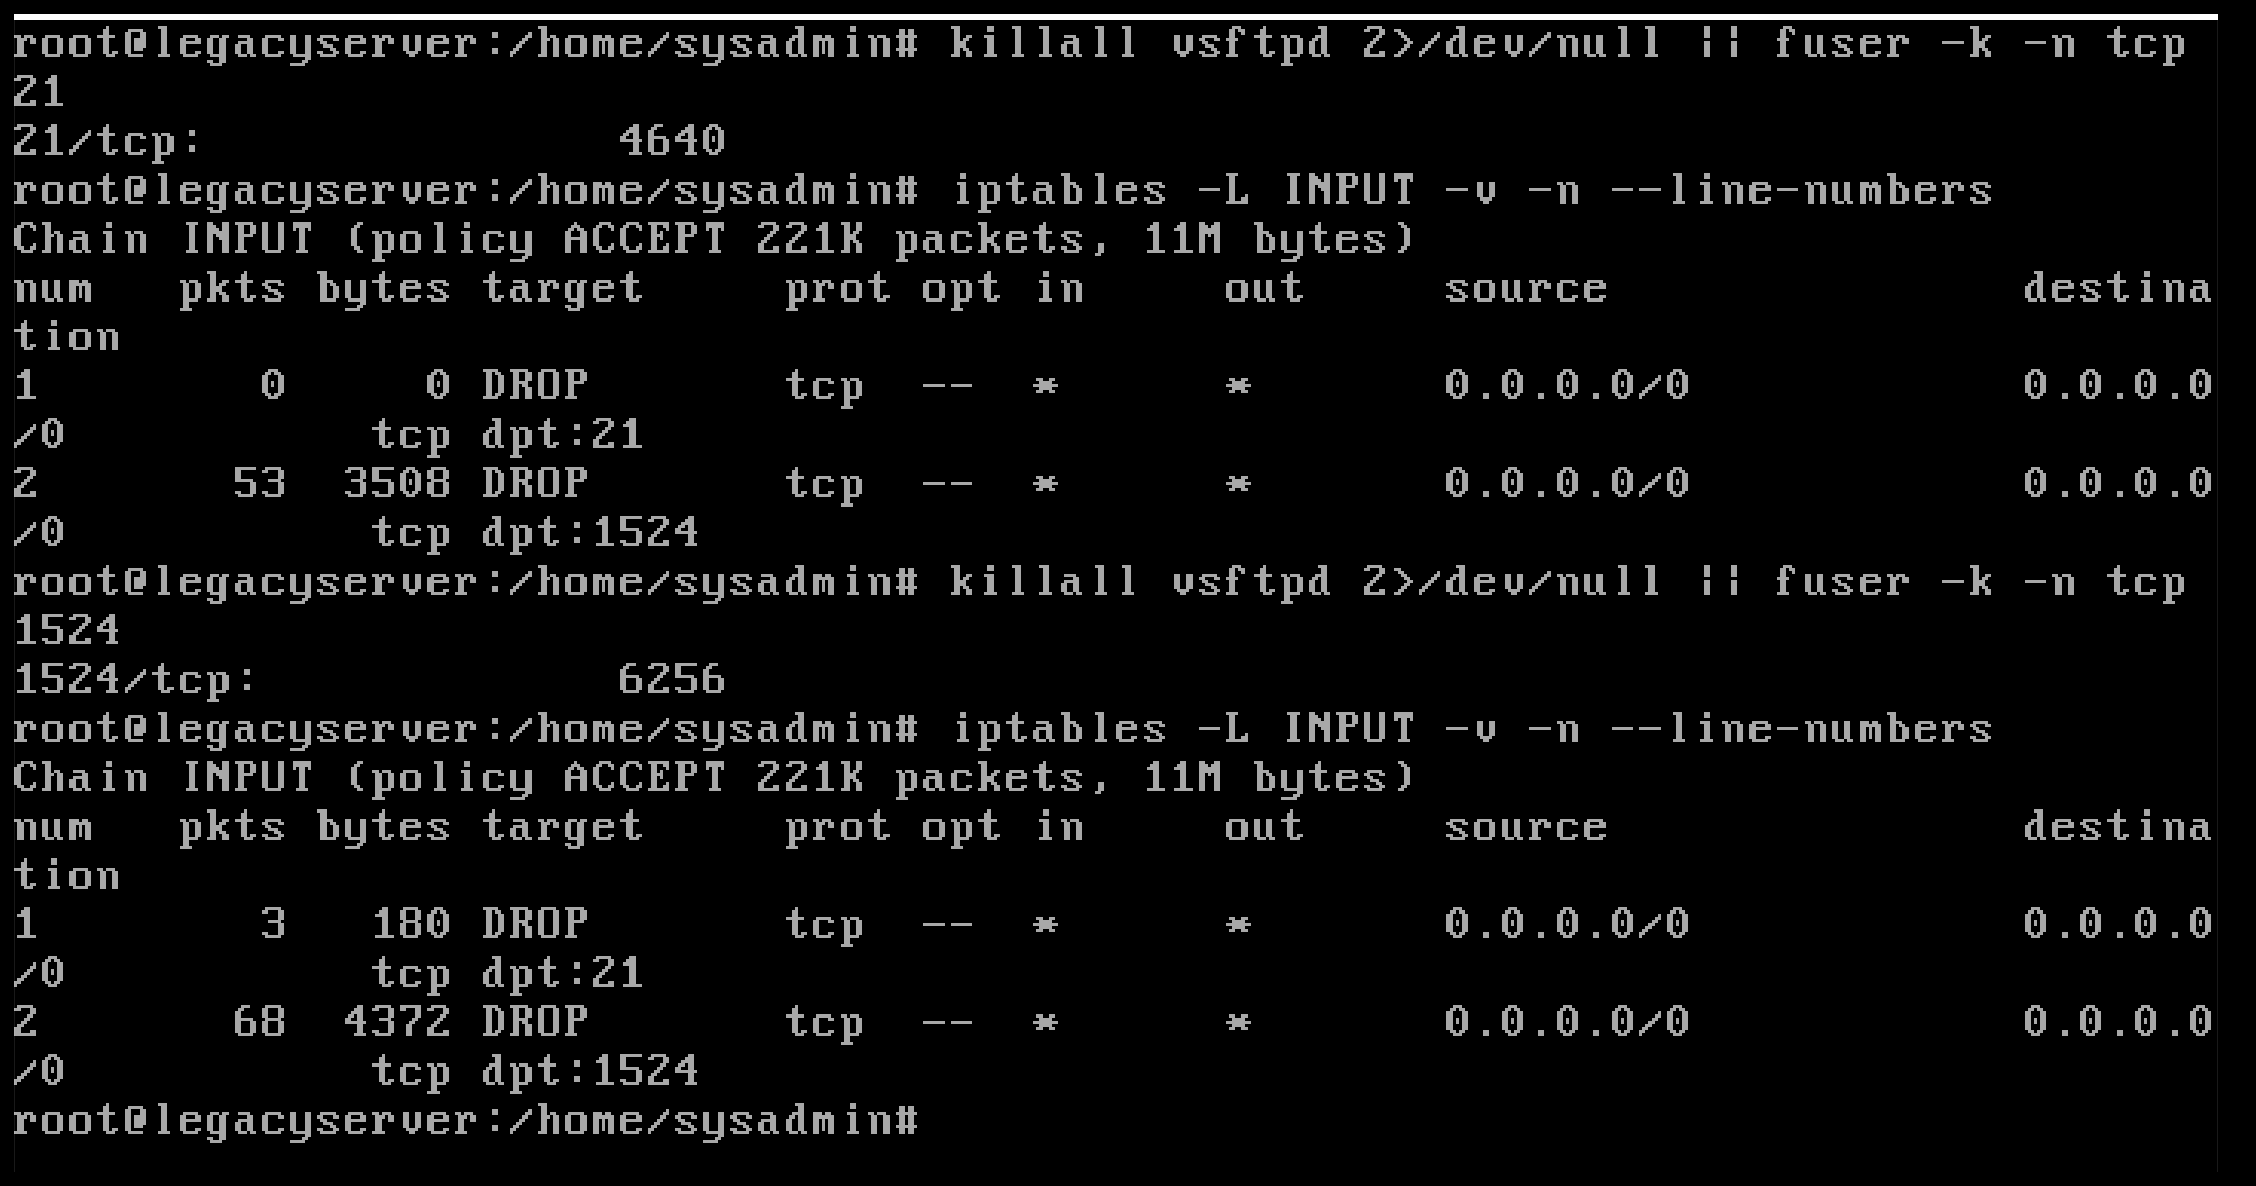 root@legacyserver:/home/sysadmin# killall vsftpd 2>/dev/null || fuser -k -n tcp
21
21/tcp:                4640
root@legacyserver:/home/sysadmin# iptables -L INPUT -v -n --line-numbers
Chain INPUT (policy ACCEPT 221K packets, 11M bytes)
num   pkts bytes target     prot opt in     out     source               destina
tion
1        0     0 DROP       tcp  --  *      *       0.0.0.0/0            0.0.0.0
/0           tcp dpt:21
2       53  3508 DROP       tcp  --  *      *       0.0.0.0/0            0.0.0.0
/0           tcp dpt:1524
root@legacyserver:/home/sysadmin# killall vsftpd 2>/dev/null || fuser -k -n tcp
1524
1524/tcp:              6256
root@legacyserver:/home/sysadmin# iptables -L INPUT -v -n --line-numbers
Chain INPUT (policy ACCEPT 221K packets, 11M bytes)
num   pkts bytes target     prot opt in     out     source               destina
tion
1        3   180 DROP       tcp  --  *      *       0.0.0.0/0            0.0.0.0
/0           tcp dpt:21
2       68  4372 DROP       tcp  --  *      *       0.0.0.0/0            0.0.0.0
/0           tcp dpt:1524
root@legacyserver:/home/sysadmin#